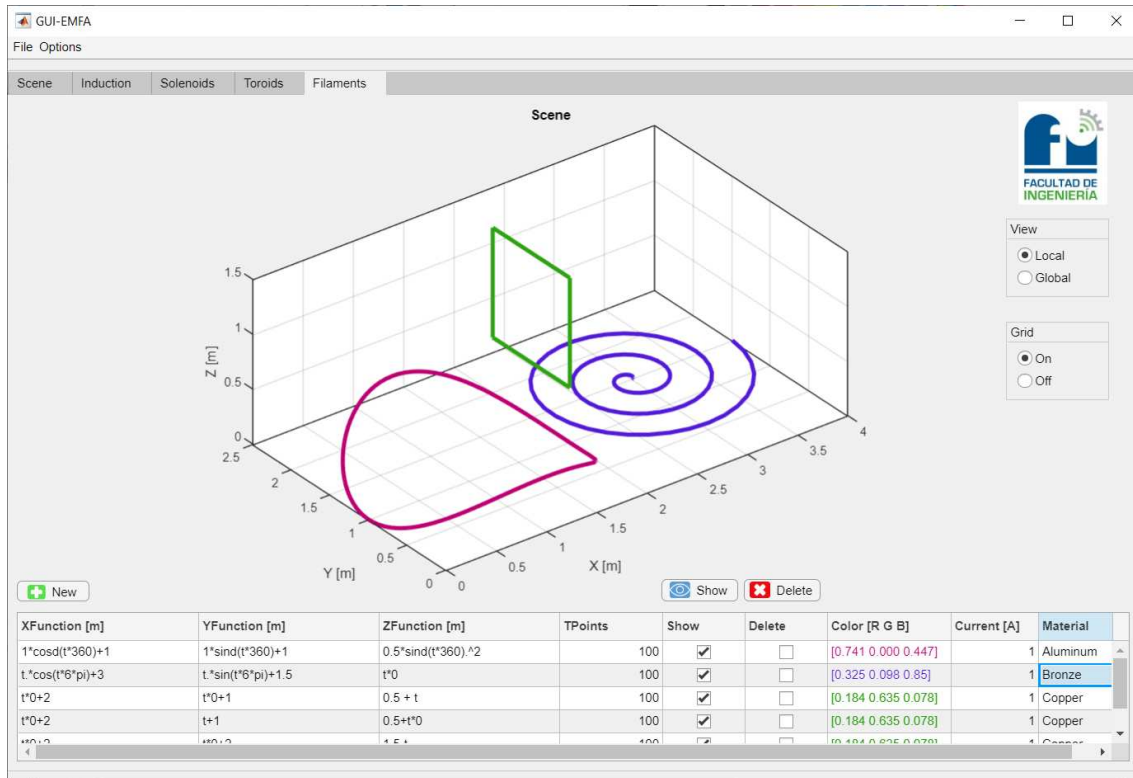 GUI-EMFA
File Options
Scene Induction Solenoids Toroids Filaments
Scene
FACULTAD DE
INGENIERÍA
View
Local
Global
Grid
On
Off
Z [m]
1.5
1
0.5
0
Y [m]
2.5
2
1.5
1
0.5
0
X [m]
0
0.5
1
1.5
2
2.5
3
3.5
4
New Show Delete
XFunction [m] YFunction [m] ZFunction [m] TPoints Show Delete Color [R G B] Current [A] Material
1*cosd(t*360)+1 1*sind(t*360)+1 0.5*sind(t*360).^2 100 [0.741 0.000 0.447] 1 Aluminum
t.*cos(t*6*pi)+3 t.*sin(t*6*pi)+1.5 t*0 100 [0.325 0.098 0.85] 1 Bronze
t*0+2 t*0+1 0.5 + t 100 [0.184 0.635 0.078] 1 Copper
t*0+2 t+1 0.5+t*0 100 [0.184 0.635 0.078] 1 Copper